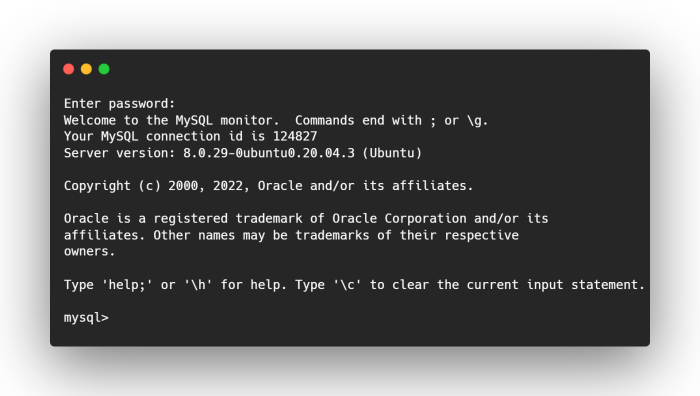 Enter password:
Welcome to the MySQL monitor.  Commands end with ; or \g.
Your MySQL connection id is 124827
Server version: 8.0.29-0ubuntu0.20.04.3 (Ubuntu)
Copyright (c) 2000, 2022, Oracle and/or its affiliates.
Oracle is a registered trademark of Oracle Corporation and/or its
affiliates. Other names may be trademarks of their respective
owners.
Type 'help;' or '\h' for help. Type '\c' to clear the current input statement.
mysql>